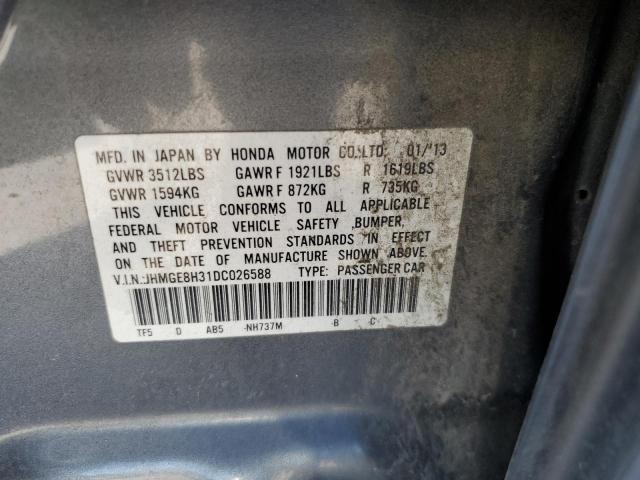 MFD. IN JAPAN BY HONDA MOTOR CO.,LTD. 01/'13
GVWR 3512LBS GAWR F 1921LBS R 1619LBS
GVWR 1594KG GAWR F 872KG R 735KG
THIS VEHICLE CONFORMS TO ALL APPLICABLE
FEDERAL MOTOR VEHICLE SAFETY ,BUMPER,
AND THEFT PREVENTION STANDARDS IN EFFECT
ON THE DATE OF MANUFACTURE SHOWN ABOVE.
V.I.N.:JHMGE8H31DC026588 TYPE: PASSENGER CAR
TF5 D AB5 -NH737M -B -C